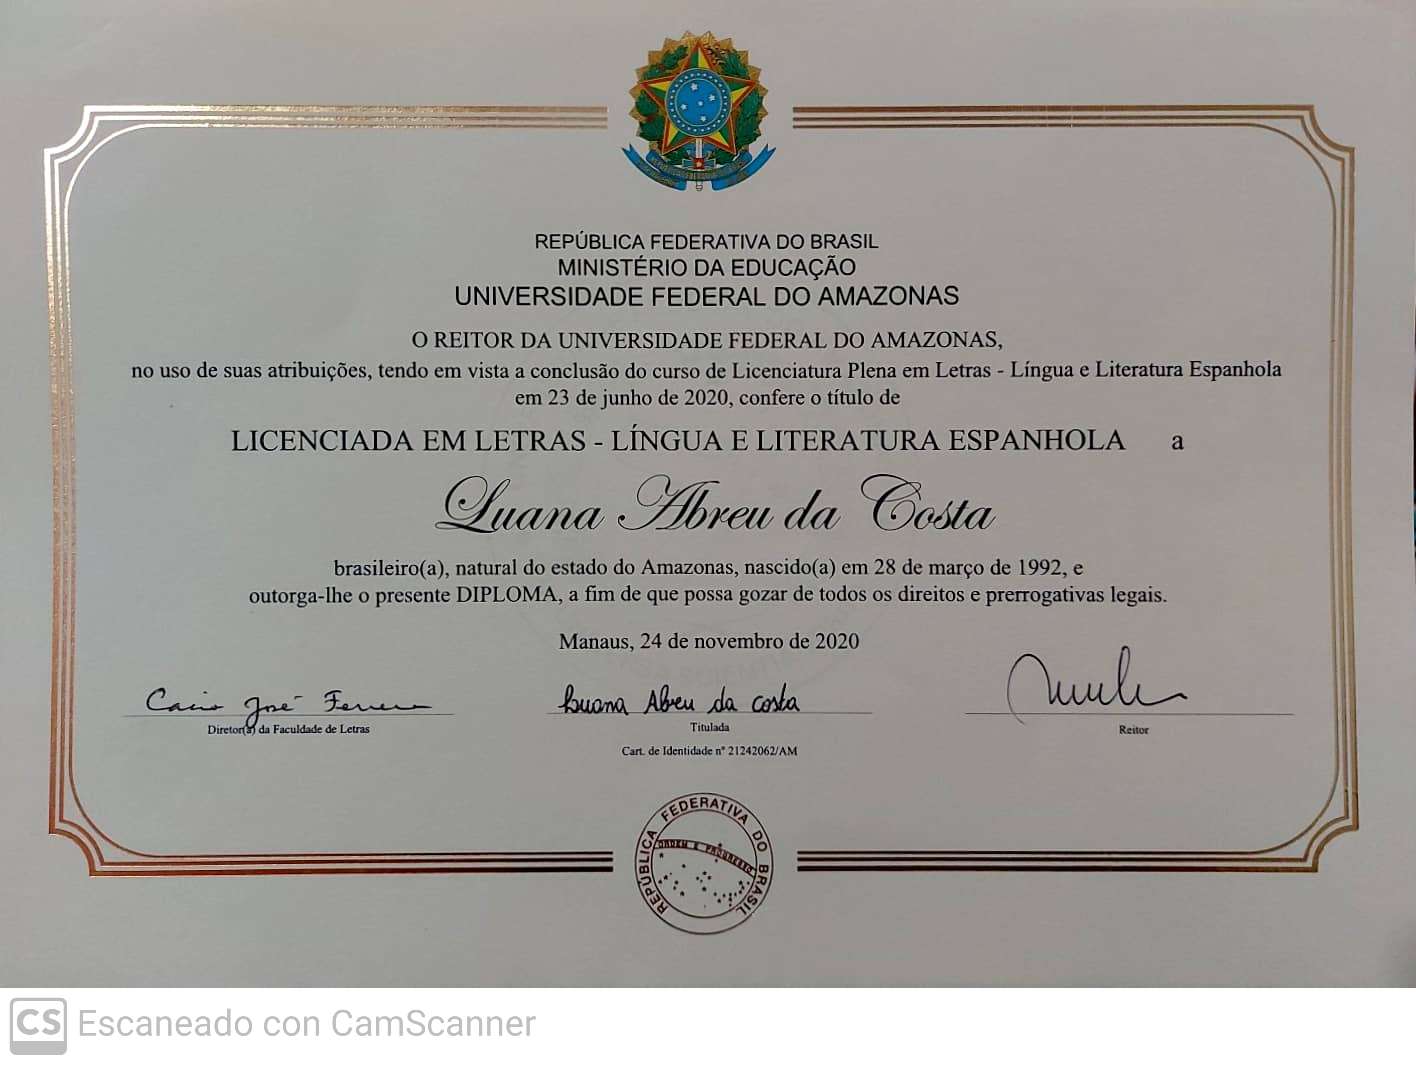 REPÚBLICA FEDERATIVA DO BRASIL
MINISTÉRIO DA EDUCAÇÃO
UNIVERSIDADE FEDERAL DO AMAZONAS
O REITOR DA UNIVERSIDADE FEDERAL DO AMAZONAS,
no uso de suas atribuições, tendo em vista a conclusão do curso de Licenciatura Plena em Letras - Língua e Literatura Espanhola
em 23 de junho de 2020, confere o título de
LICENCIADA EM LETRAS - LÍNGUA E LITERATURA ESPANHOLA a
Luana Abreu da Costa
brasileiro(a), natural do estado do Amazonas, nascido(a) em 28 de março de 1992, e
outorga-lhe o presente DIPLOMA, a fim de que possa gozar de todos os direitos e prerrogativas legais.
Manaus, 24 de novembro de 2020
José
Luana Abreu da costa
Diretor(a) da Faculdade de Letras
Titulada
Reitor
Cart. de Identidade nº 21242062/AM
REPÚBLICA FEDERATIVA DO BRASIL
ORDEM E PROGRESSO
CS Escaneado con CamScanner